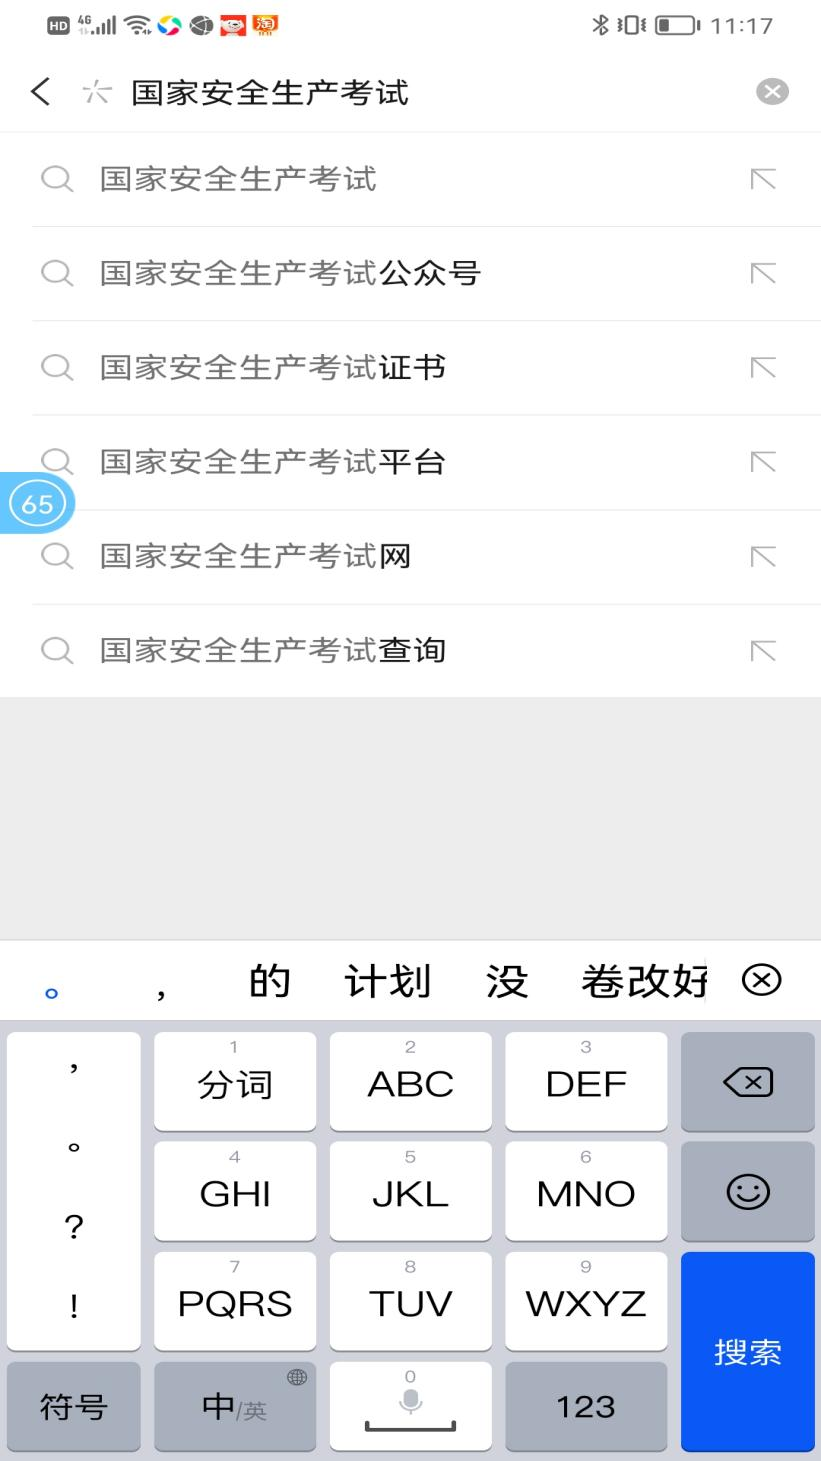 HD 4G 11:17
国家安全生产考试
国家安全生产考试
国家安全生产考试公众号
国家安全生产考试证书
国家安全生产考试平台
65
国家安全生产考试网
国家安全生产考试查询
。 , 的 计划 没 卷改好
, 1 2 3
分词 ABC DEF
。 4 5 6
GHI JKL MNO
? 7 8 9
! PQRS TUV WXYZ 搜索
符号 中/英 0 123